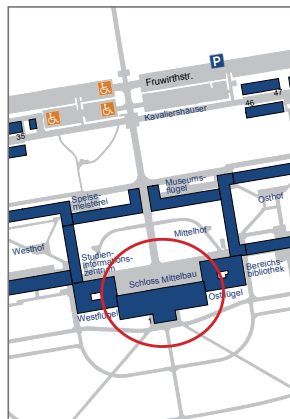 P
Fruwirthstr.
35
46
47
Kavaliershäuser
Speise-
meisterei
Museums-
flügel
Westhof
Mittelhof
Osthof
Studien-
informations-
zentrum
Schloss Mittelbau
Bereichs-
bibliothek
Westflügel
Ostflügel
1